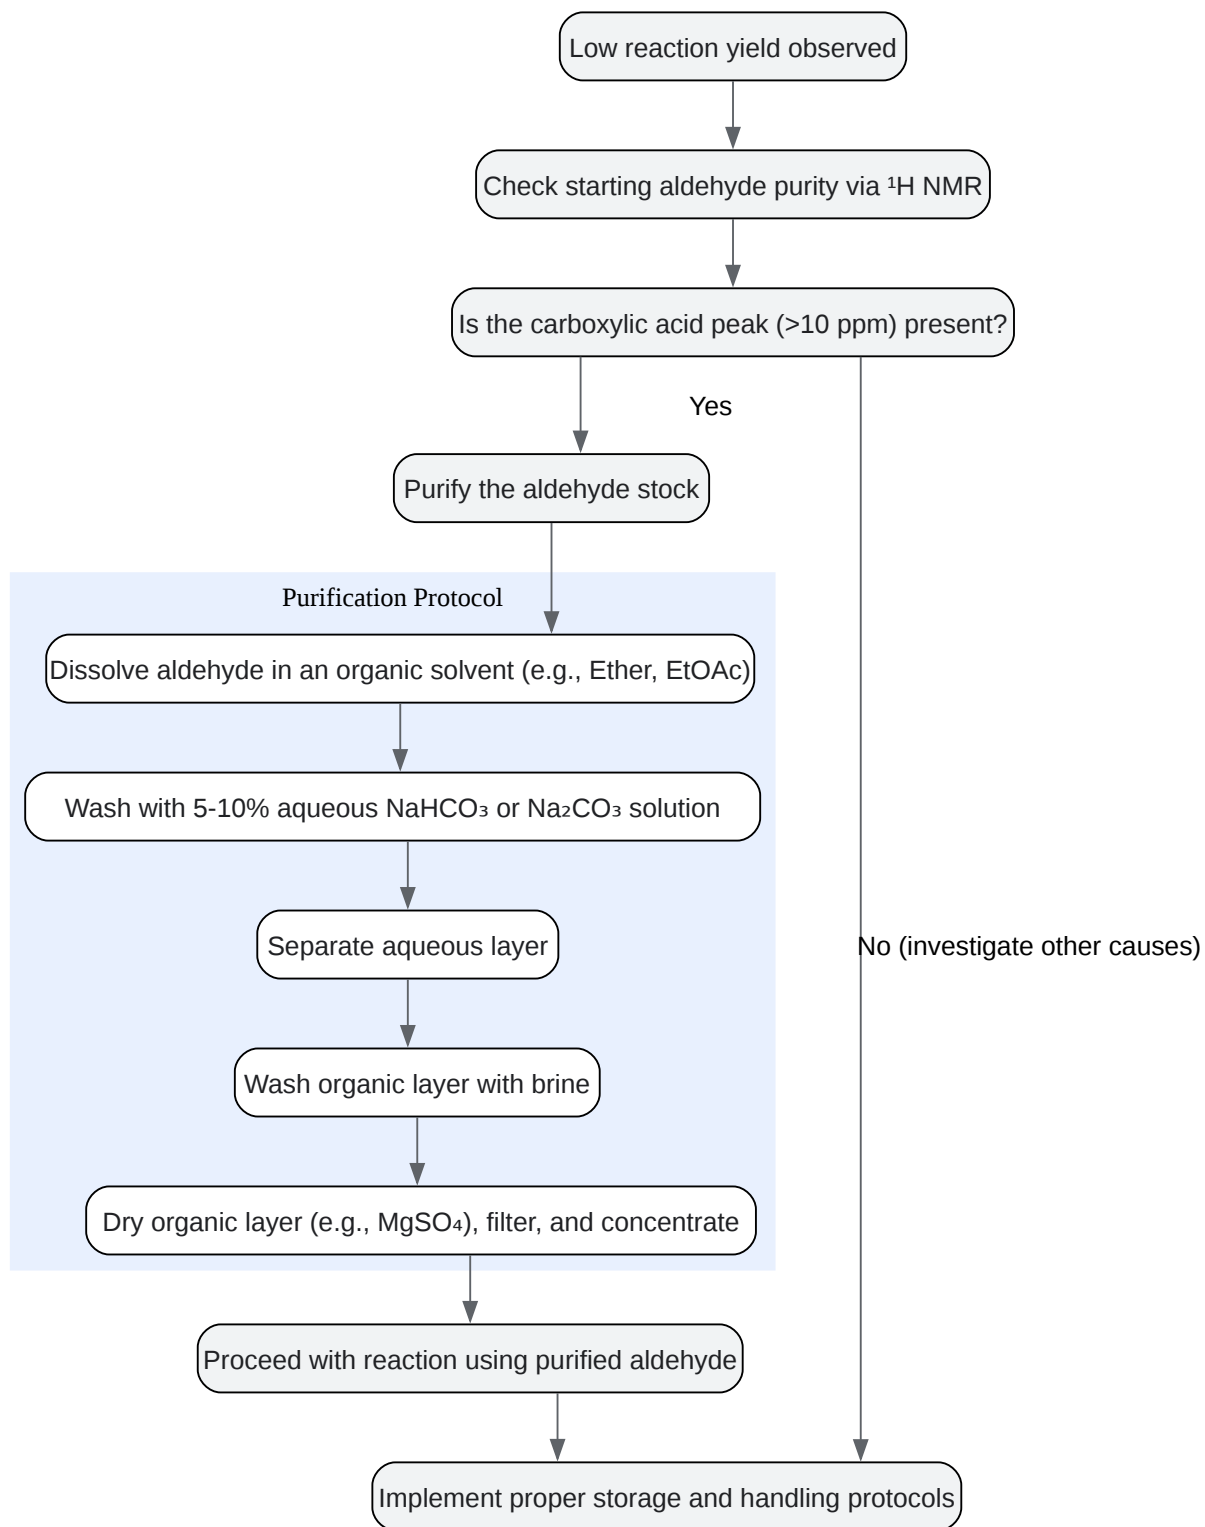 Low reaction yield observed
Check starting aldehyde purity via ¹H NMR
Is the carboxylic acid peak (>10 ppm) present?
Yes
Purify the aldehyde stock
Purification Protocol
Dissolve aldehyde in an organic solvent (e.g., Ether, EtOAc)
Wash with 5-10% aqueous NaHCO₃ or Na₂CO₃ solution
Separate aqueous layer
No (investigate other causes)
Wash organic layer with brine
Dry organic layer (e.g., MgSO₄), filter, and concentrate
Proceed with reaction using purified aldehyde
Implement proper storage and handling protocols